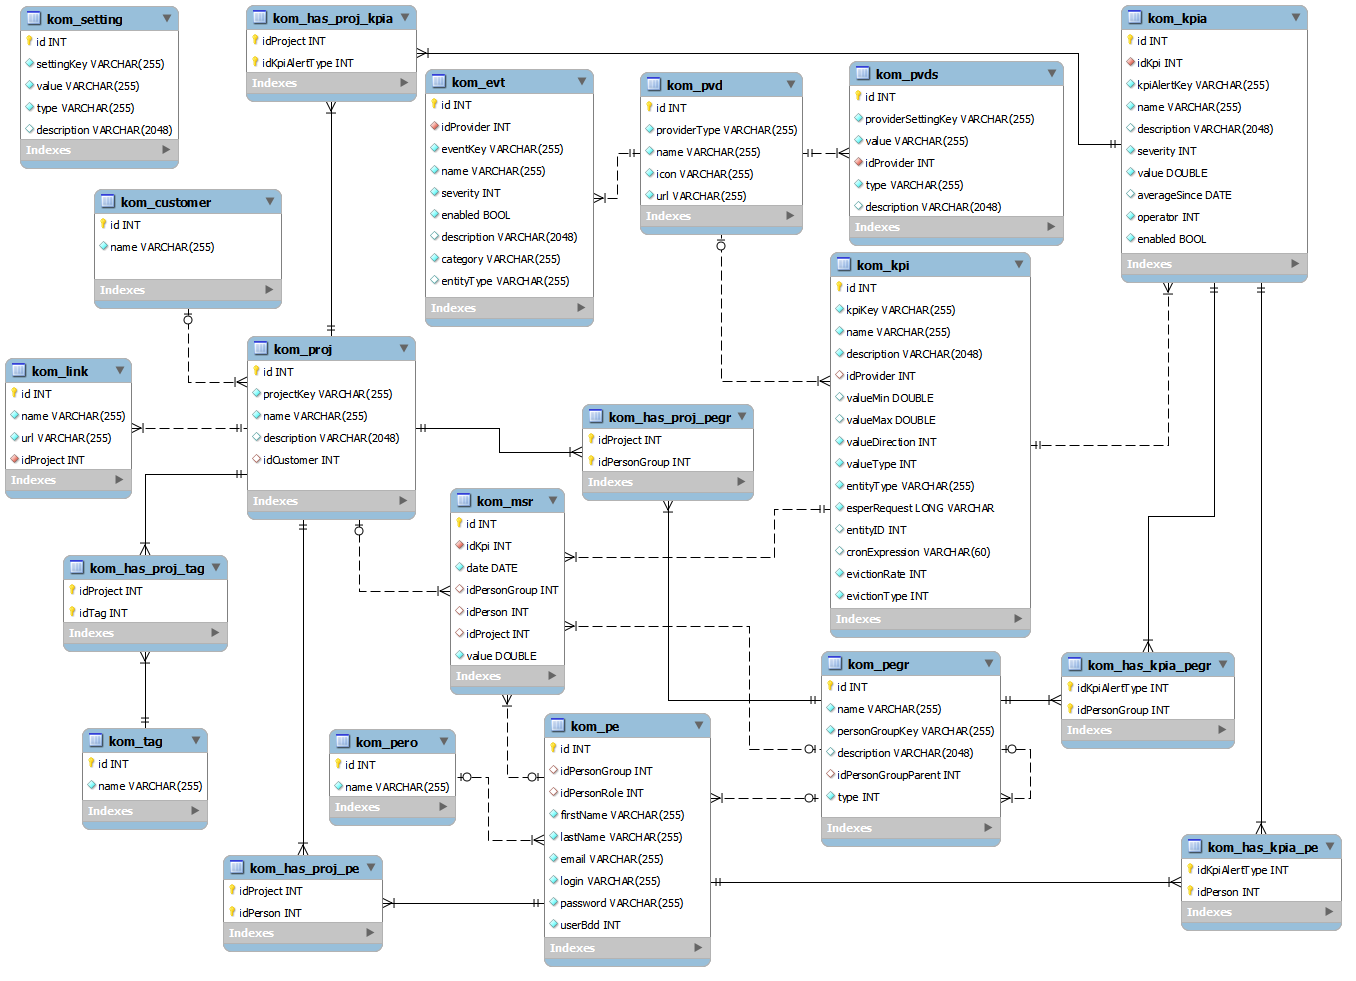 kom_setting
id INT
settingKey VARCHAR(255)
value VARCHAR(255)
type VARCHAR(255)
description VARCHAR(2048)
Indexes
kom_has_proj_kpia
idProject INT
idKpiAlertType INT
Indexes
kom_evt
id INT
idProvider INT
eventKey VARCHAR(255)
name VARCHAR(255)
severity INT
enabled BOOL
description VARCHAR(2048)
category VARCHAR(255)
entityType VARCHAR(255)
Indexes
kom_pvd
id INT
providerType VARCHAR(255)
name VARCHAR(255)
icon VARCHAR(255)
url VARCHAR(255)
Indexes
kom_pvds
id INT
providerSettingKey VARCHAR(255)
value VARCHAR(255)
idProvider INT
type VARCHAR(255)
description VARCHAR(2048)
Indexes
kom_kpia
id INT
idKpi INT
kpiAlertKey VARCHAR(255)
name VARCHAR(255)
description VARCHAR(2048)
severity INT
value DOUBLE
averageSince DATE
operator INT
enabled BOOL
Indexes
kom_customer
id INT
name VARCHAR(255)
Indexes
kom_kpi
id INT
kpiKey VARCHAR(255)
name VARCHAR(255)
description VARCHAR(2048)
idProvider INT
valueMin DOUBLE
valueMax DOUBLE
valueDirection INT
valueType INT
entityType VARCHAR(255)
esperRequest LONG VARCHAR
entityID INT
cronExpression VARCHAR(60)
evictionRate INT
evictionType INT
Indexes
kom_link
id INT
name VARCHAR(255)
url VARCHAR(255)
idProject INT
Indexes
kom_proj
id INT
projectKey VARCHAR(255)
name VARCHAR(255)
description VARCHAR(2048)
idCustomer INT
Indexes
kom_has_proj_pegr
idProject INT
idPersonGroup INT
Indexes
kom_msr
id INT
idKpi INT
date DATE
idPersonGroup INT
idPerson INT
idProject INT
value DOUBLE
Indexes
kom_has_proj_tag
idProject INT
idTag INT
Indexes
kom_pegr
id INT
name VARCHAR(255)
personGroupKey VARCHAR(255)
description VARCHAR(2048)
idPersonGroupParent INT
type INT
Indexes
kom_has_kpia_pegr
idKpiAlertType INT
idPersonGroup INT
Indexes
kom_tag
id INT
name VARCHAR(255)
Indexes
kom_pero
id INT
name VARCHAR(255)
Indexes
kom_pe
id INT
idPersonGroup INT
idPersonRole INT
firstName VARCHAR(255)
lastName VARCHAR(255)
email VARCHAR(255)
login VARCHAR(255)
password VARCHAR(255)
userBdd INT
Indexes
kom_has_proj_pe
idProject INT
idPerson INT
Indexes
kom_has_kpia_pe
idKpiAlertType INT
idPerson INT
Indexes